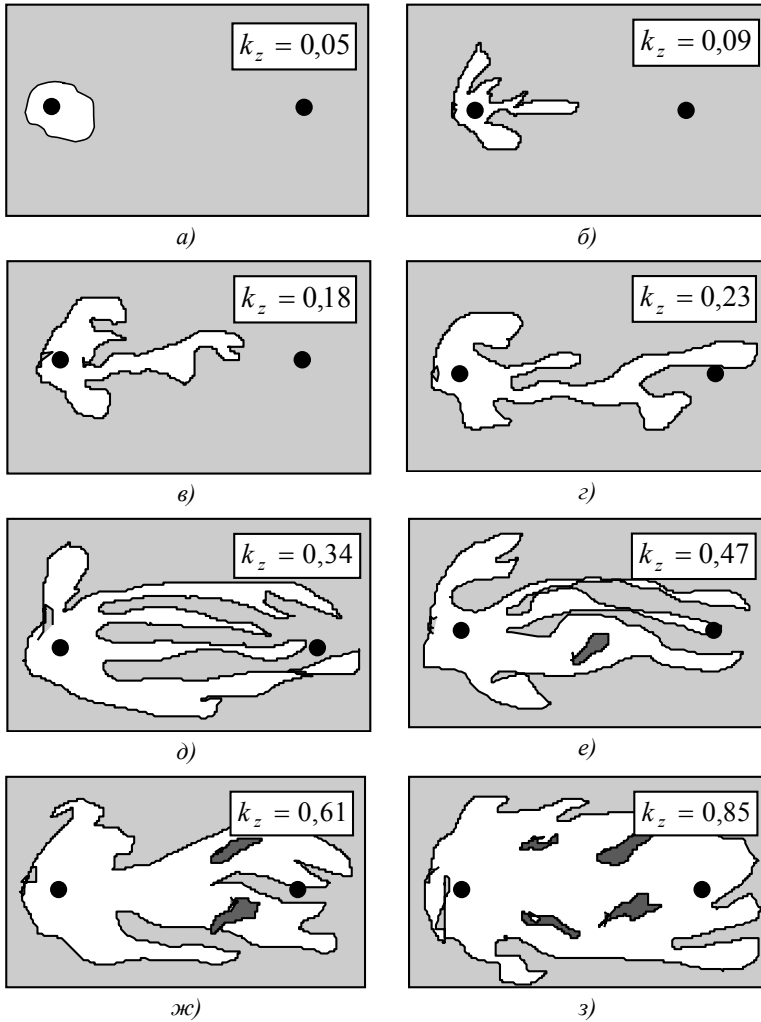 k_z = 0,05
k_z = 0,09
а)
б)
k_z = 0,18
k_z = 0,23
в)
г)
k_z = 0,34
k_z = 0,47
д)
е)
k_z = 0,61
k_z = 0,85
ж)
з)